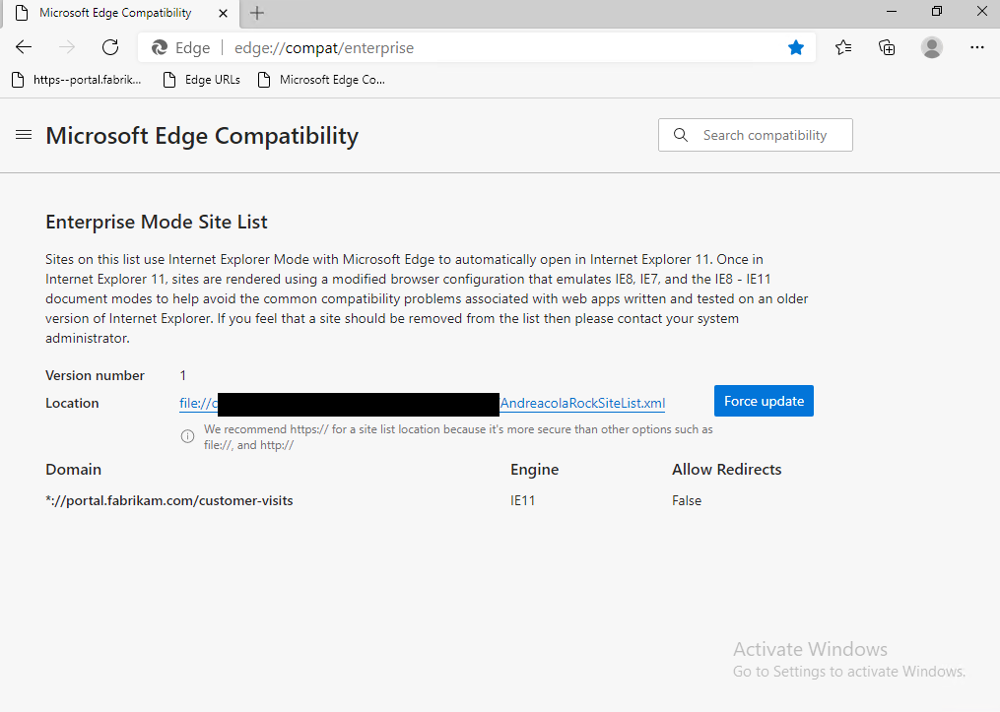 Microsoft Edge Compatibility
Edge | edge://compat/enterprise
https--portal.fabrik... Edge URLs Microsoft Edge Co...
Microsoft Edge Compatibility
Search compatibility
Enterprise Mode Site List
Sites on this list use Internet Explorer Mode with Microsoft Edge to automatically open in Internet Explorer 11. Once in
Internet Explorer 11, sites are rendered using a modified browser configuration that emulates IE8, IE7, and the IE8 - IE11
document modes to help avoid the common compatibility problems associated with web apps written and tested on an older
version of Internet Explorer. If you feel that a site should be removed from the list then please contact your system
administrator.
Version number 1
Location file://c AndreacolaRockSiteList.xml Force update
We recommend https:// for a site list location because it's more secure than other options such as
file://, and http://
Domain Engine Allow Redirects
*://portal.fabrikam.com/customer-visits IE11 False
Activate Windows
Go to Settings to activate Windows.